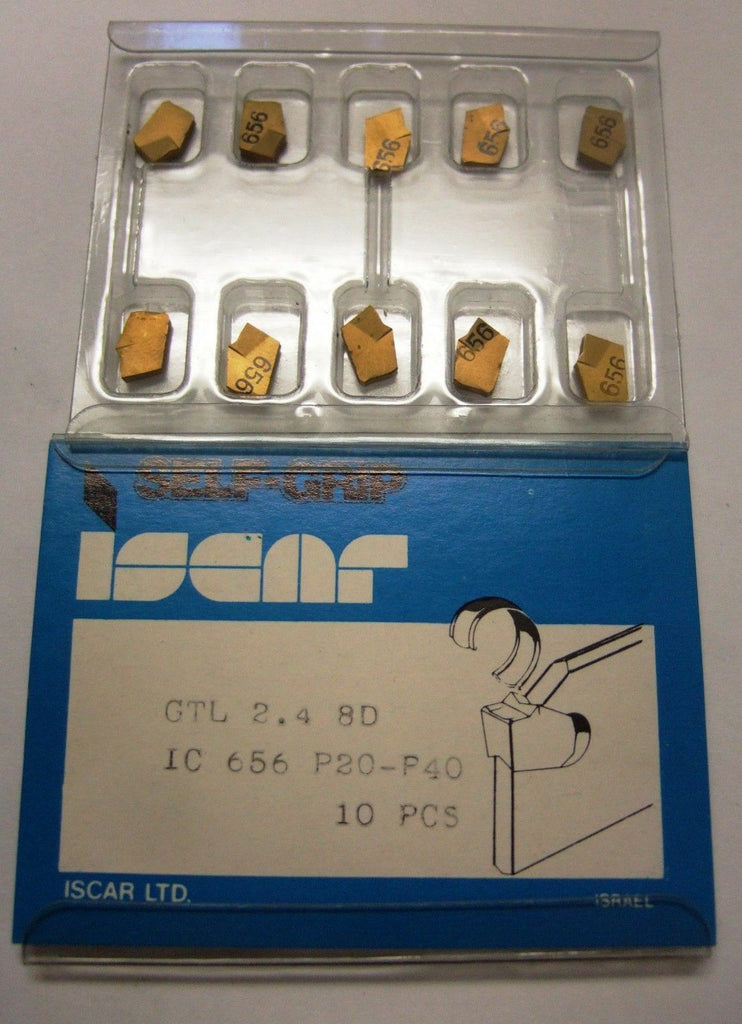 656
656
656
656
656
656
656
SELF-GRIP
ISCAR
GTL 2.4 8D
IC 656 P20-P40
10 PCS
ISCAR LTD.
ISRAEL